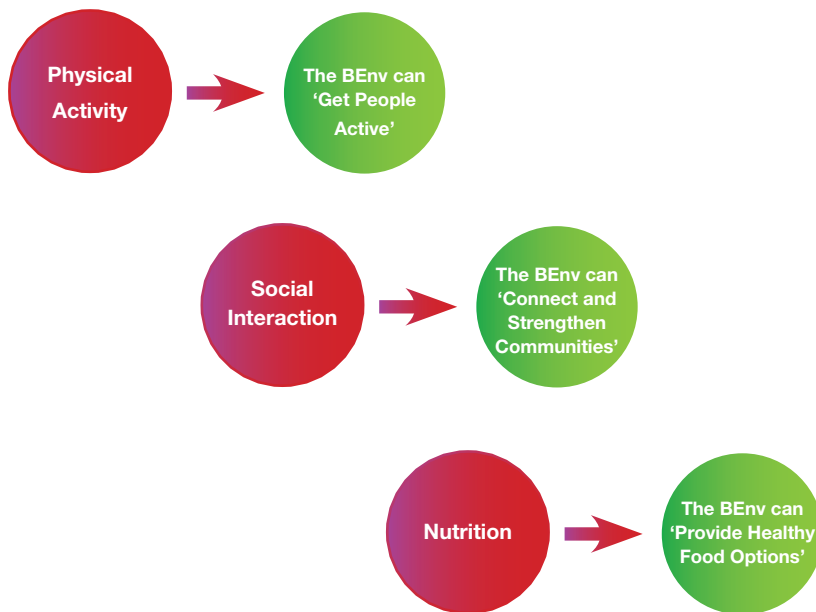 Physical
Activity
The BEnv can
‘Get People
Active’
Social
Interaction
The BEnv can
‘Connect and
Strengthen
Communities’
Nutrition
The BEnv can
‘Provide Healthy
Food Options’